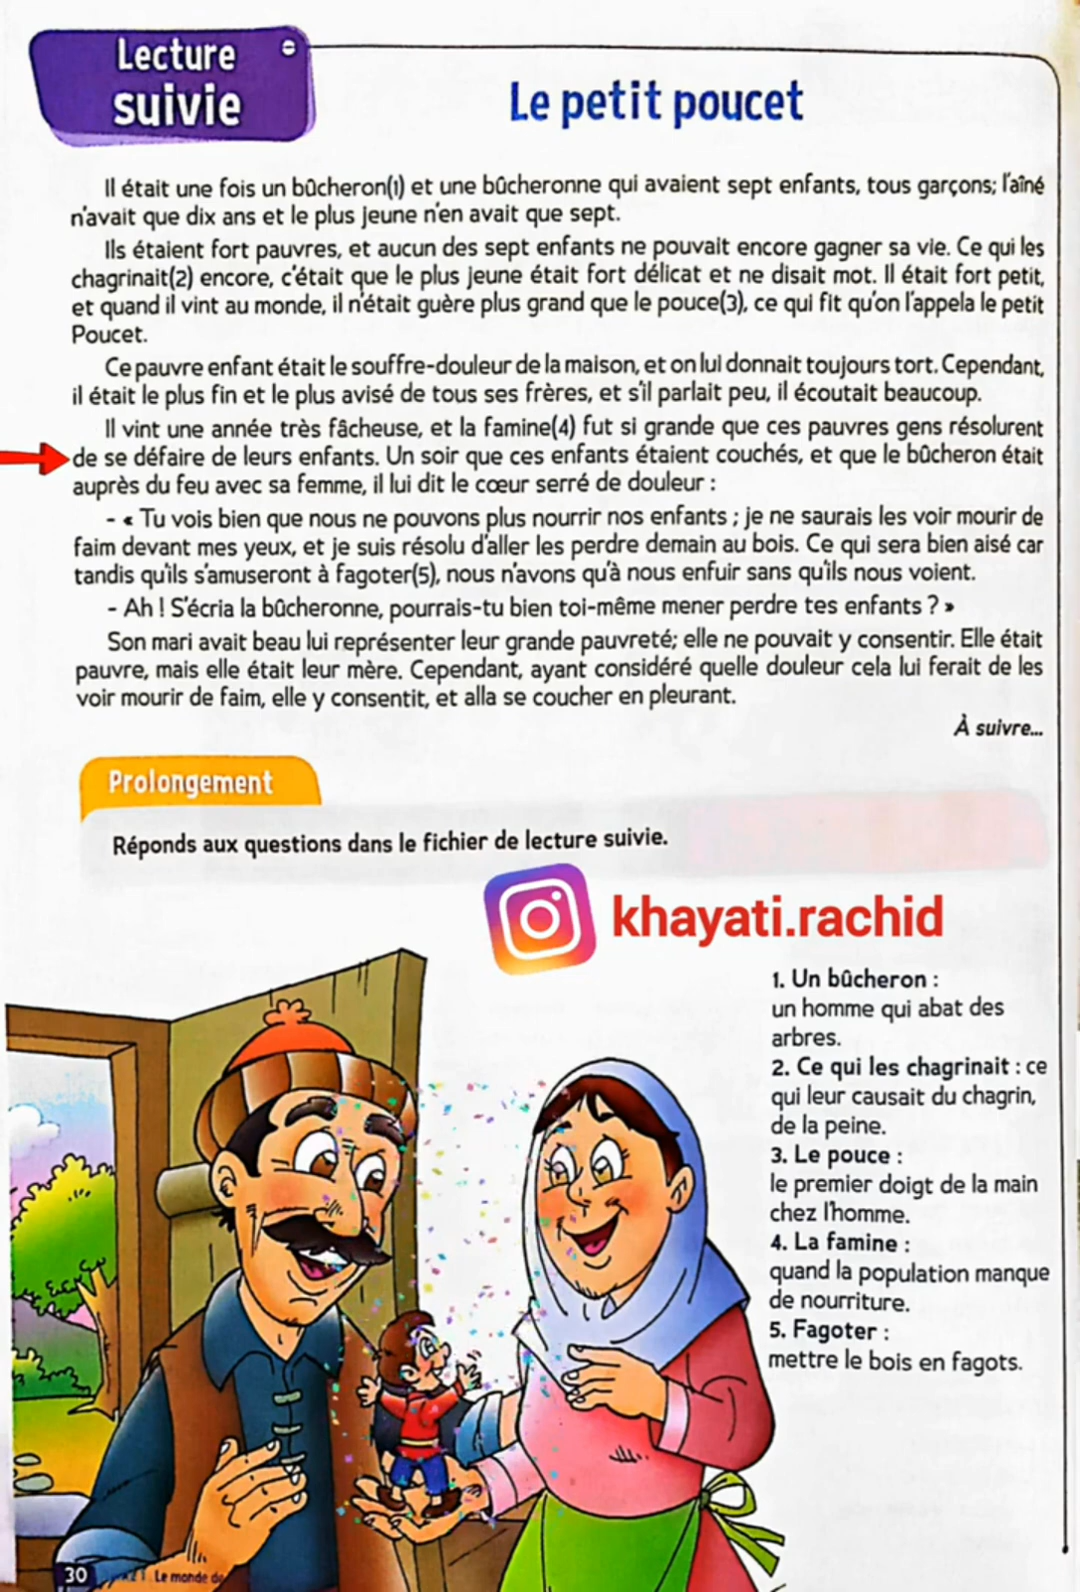 Lecture
suivie
Le petit poucet
Il était une fois un bûcheron(1) et une bûcheronne qui avaient sept enfants, tous garçons; l'aîné
n'avait que dix ans et le plus jeune n'en avait que sept.
Ils étaient fort pauvres, et aucun des sept enfants ne pouvait encore gagner sa vie. Ce qui les
chagrinait(2) encore, c'était que le plus jeune était fort délicat et ne disait mot. Il était fort petit,
et quand il vint au monde, il n'était guère plus grand que le pouce(3), ce qui fit qu'on l'appela le petit
Poucet.
Ce pauvre enfant était le souffre-douleur de la maison, et on lui donnait toujours tort. Cependant,
il était le plus fin et le plus avisé de tous ses frères, et s'il parlait peu, il écoutait beaucoup.
Il vint une année très fâcheuse, et la famine(4) fut si grande que ces pauvres gens résolurent
de se défaire de leurs enfants. Un soir que ces enfants étaient couchés, et que le bûcheron était
auprès du feu avec sa femme, il lui dit le cœur serré de douleur :
- « Tu vois bien que nous ne pouvons plus nourrir nos enfants ; je ne saurais les voir mourir de
faim devant mes yeux, et je suis résolu d'aller les perdre demain au bois. Ce qui sera bien aisé car
tandis qu'ils s'amuseront à fagoter(5), nous n'avons qu'à nous enfuir sans qu'ils nous voient.
- Ah ! S'écria la bûcheronne, pourrais-tu bien toi-même mener perdre tes enfants ? »
Son mari avait beau lui représenter leur grande pauvreté; elle ne pouvait y consentir. Elle était
pauvre, mais elle était leur mère. Cependant, ayant considéré quelle douleur cela lui ferait de les
voir mourir de faim, elle y consentit, et alla se coucher en pleurant.
À suivre...
Prolongement
Réponds aux questions dans le fichier de lecture suivie.
khayati.rachid
1. Un bûcheron :
un homme qui abat des
arbres.
2. Ce qui les chagrinait : ce
qui leur causait du chagrin,
de la peine.
3. Le pouce :
le premier doigt de la main
chez l'homme.
4. La famine :
quand la population manque
de nourriture.
5. Fagoter :
mettre le bois en fagots.
30
Le monde